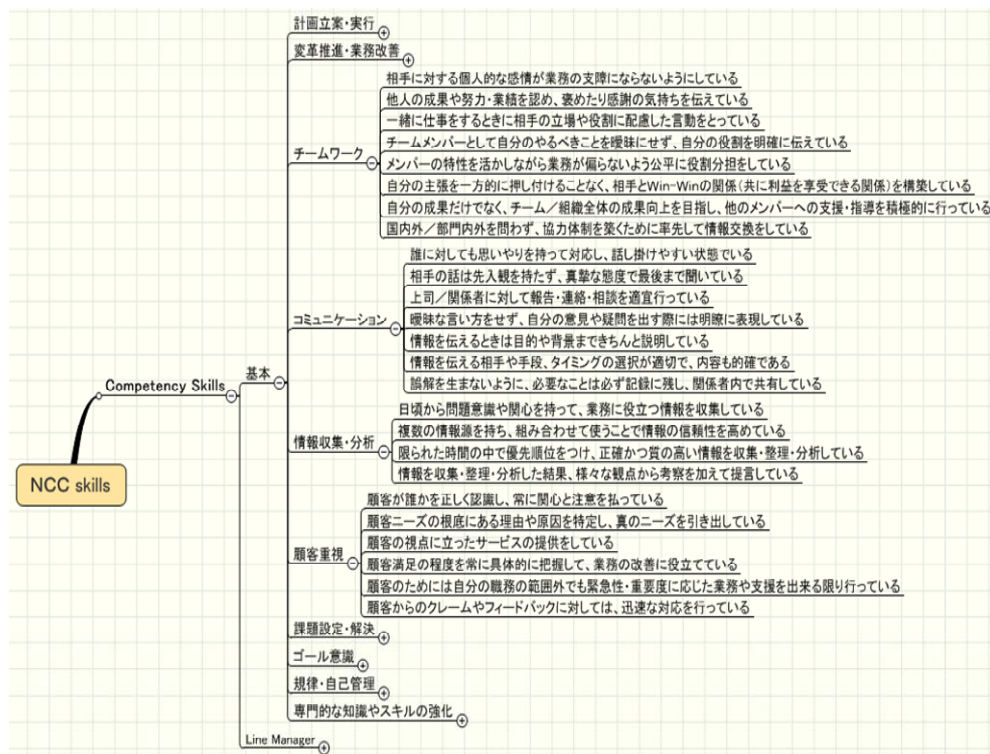 計画立案・実行
変革推進・業務改善
相手に対する個人的な感情が業務の支障にならないようにしている
他人の成果や努力・業績を認め、褒めたり感謝の気持ちを伝えている
一緒に仕事をするときに相手の立場や役割に配慮した言動をとっている
チームメンバーとして自分のやるべきことを曖昧にせず、自分の役割を明確に伝えている
チームワーク
メンバーの特性を活かしながら業務が偏らないよう公平に役割分担をしている
自分の主張を一方的に押し付けることなく、相手とWin-Winの関係(共に利益を享受できる関係)を構築している
自分の成果だけでなく、チーム/組織全体の成果向上を目指し、他のメンバーへの支援・指導を積極的に行っている
国内外/部門内外を問わず、協力体制を築くために率先して情報交換をしている
誰に対しても思いやりを持って対応し、話し掛けやすい状態でいる
相手の話は先入観を持たず、真摯な態度で最後まで聞いている
上司/関係者に対して報告・連絡・相談を適宜行っている
コミュニケーション
曖昧な言い方をせず、自分の意見や疑問を出す際には明瞭に表現している
情報を伝えるときは目的や背景まできちんと説明している
情報を伝える相手や手段、タイミングの選択が適切で、内容も的確である
誤解を生まないように、必要なことは必ず記録に残し、関係者内で共有している
基本
Competency Skills
日頃から問題意識や関心を持って、業務に役立つ情報を収集している
複数の情報源を持ち、組み合わせて使うことで情報の信頼性を高めている
情報収集・分析
限られた時間の中で優先順位をつけ、正確かつ質の高い情報を収集・整理・分析している
情報を収集・整理・分析した結果、様々な観点から考察を加えて提言している
NCC skills
顧客が誰かを正しく認識し、常に関心と注意を払っている
顧客ニーズの根底にある理由や原因を特定し、真のニーズを引き出している
顧客の視点に立ったサービスの提供をしている
顧客重視
顧客満足の程度を常に具体的に把握して、業務の改善に役立てている
顧客のためには自分の職務の範囲外でも緊急性・重要度に応じた業務や支援を出来る限り行っている
顧客からのクレームやフィードバックに対しては、迅速な対応を行っている
課題設定・解決
ゴール意識
規律・自己管理
専門的な知識やスキルの強化
Line Manager